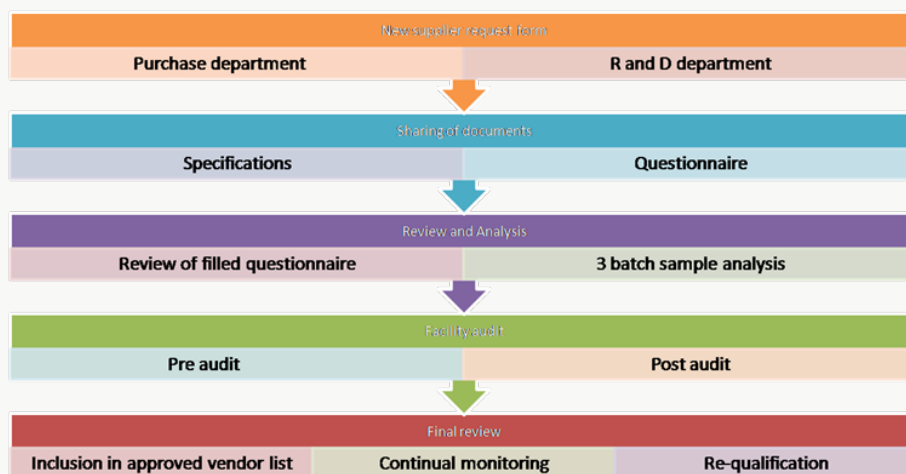 New supplier request form
Purchase department
R and D department
Sharing of documents
Specifications
Questionnaire
Review and Analysis
Review of filled questionnaire
3 batch sample analysis
Facility audit
Pre audit
Post audit
Final review
Inclusion in approved vendor list
Continual monitoring
Re-qualification